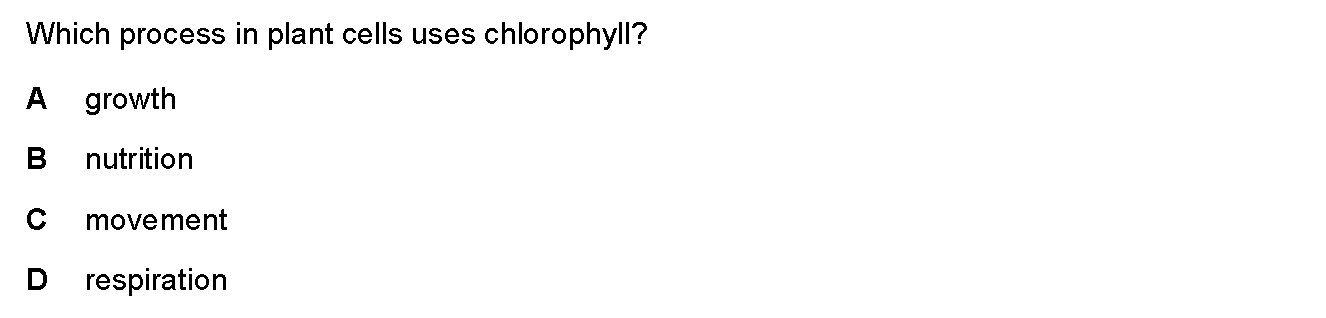 Which process in plant cells uses chlorophyll?
A growth
B nutrition
C movement
D respiration